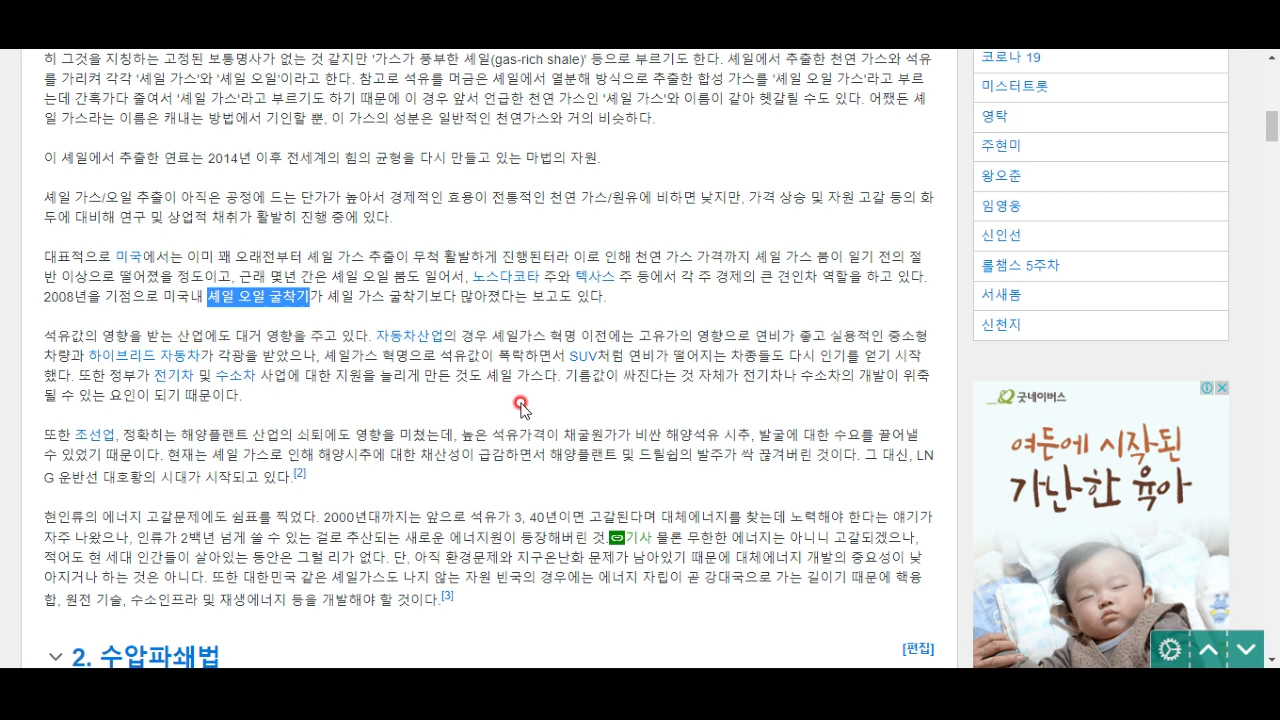 히 그것을 지칭하는 고정된 보통명사가 없는 것 같지만 '가스가 풍부한 셰일(gas-rich shale)' 등으로 부르기도 한다. 셰일에서 추출한 천연 가스와 석유
를 가리켜 각각 '셰일 가스'와 '셰일 오일'이라고 한다. 참고로 석유를 머금은 셰일에서 열분해 방식으로 추출한 합성 가스를 '셰일 오일 가스'라고 부르
는데 간혹가다 줄여서 '셰일 가스'라고 부르기도 하기 때문에 이 경우 앞서 언급한 천연 가스인 '셰일 가스'와 이름이 같아 헷갈릴 수도 있다. 어쨌든 셰
일 가스라는 이름은 캐내는 방법에서 기인할 뿐, 이 가스의 성분은 일반적인 천연가스와 거의 비슷하다.
이 셰일에서 추출한 연료는 2014년 이후 전세계의 힘의 균형을 다시 만들고 있는 마법의 자원.
셰일 가스/오일 추출이 아직은 공정에 드는 단가가 높아서 경제적인 효용이 전통적인 천연 가스/원유에 비하면 낮지만, 가격 상승 및 자원 고갈 등의 화
두에 대비해 연구 및 상업적 채취가 활발히 진행 중에 있다.
대표적으로 미국에서는 이미 꽤 오래전부터 셰일 가스 추출이 무척 활발하게 진행된터라 이로 인해 천연 가스 가격까지 셰일 가스 붐이 일기 전의 절
반 이상으로 떨어졌을 정도이고, 근래 몇년 간은 셰일 오일 붐도 일어서, 노스다코타 주와 텍사스 주 등에서 각 주 경제의 큰 견인차 역할을 하고 있다.
2008년을 기점으로 미국내 셰일 오일 굴착기가 셰일 가스 굴착기보다 많아졌다는 보고도 있다.
석유값의 영향을 받는 산업에도 대거 영향을 주고 있다. 자동차산업의 경우 셰일가스 혁명 이전에는 고유가의 영향으로 연비가 좋고 실용적인 중소형
차량과 하이브리드 자동차가 각광을 받았으나, 셰일가스 혁명으로 석유값이 폭락하면서 SUV처럼 연비가 떨어지는 차종들도 다시 인기를 얻기 시작
했다. 또한 정부가 전기차 및 수소차 사업에 대한 지원을 늘리게 만든 것도 셰일 가스다. 기름값이 싸진다는 것 자체가 전기차나 수소차의 개발이 위축
될 수 있는 요인이 되기 때문이다.
또한 조선업, 정확히는 해양플랜트 산업의 쇠퇴에도 영향을 미쳤는데, 높은 석유가격이 채굴원가가 비싼 해양석유 시추, 발굴에 대한 수요를 끌어낼
수 있었기 때문이다. 현재는 셰일 가스로 인해 해양시추에 대한 채산성이 급감하면서 해양플랜트 및 드릴쉽의 발주가 싹 끊겨버린 것이다. 그 대신, LN
G 운반선 대호황의 시대가 시작되고 있다.[2]
현인류의 에너지 고갈문제에도 쉼표를 찍었다. 2000년대까지는 앞으로 석유가 3, 40년이면 고갈된다며 대체에너지를 찾는데 노력해야 한다는 얘기가
자주 나왔으나, 인류가 2백년 넘게 쓸 수 있는 걸로 추산되는 새로운 에너지원이 등장해버린 것.기사 물론 무한한 에너지는 아니니 고갈되겠으나,
적어도 현 세대 인간들이 살아있는 동안은 그럴 리가 없다. 단, 아직 환경문제와 지구온난화 문제가 남아있기 때문에 대체에너지 개발의 중요성이 낮
아지거나 하는 것은 아니다. 또한 대한민국 같은 셰일가스도 나지 않는 자원 빈국의 경우에는 에너지 자립이 곧 강대국으로 가는 길이기 때문에 핵융
합, 원전 기술, 수소인프라 및 재생에너지 등을 개발해야 할 것이다.[3]
2. 수압파쇄법
[편집]
코로나 19
미스터트롯
영탁
주현미
왕오춘
임영웅
신인선
롤챔스 5주차
서새봄
신천지
굿네이버스
여든에 시작된
가난한 육아